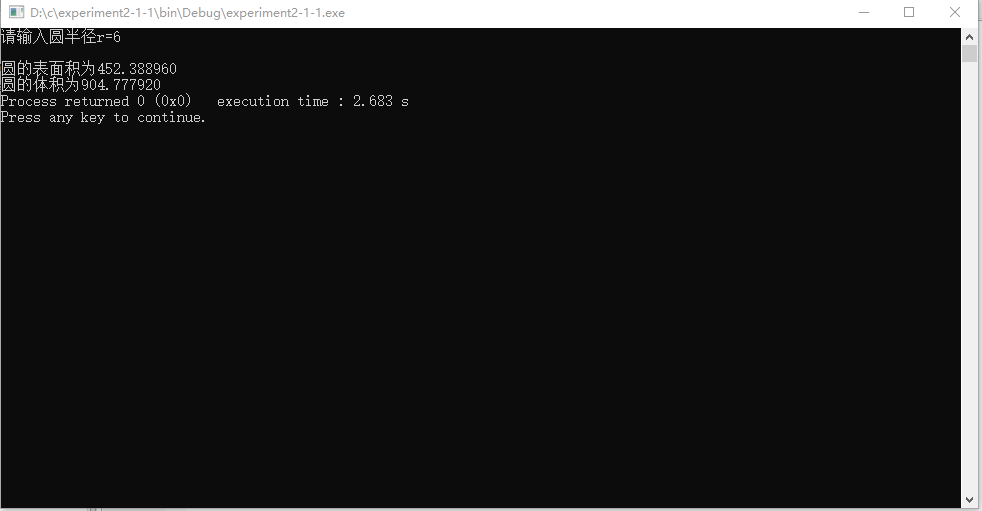 D:\c\experiment2-1-1\bin\Debug\experiment2-1-1.exe
请输入圆半径r=6
圆的表面积为452.388960
圆的体积为904.777920
Process returned 0 (0x0)   execution time : 2.683 s
Press any key to continue.